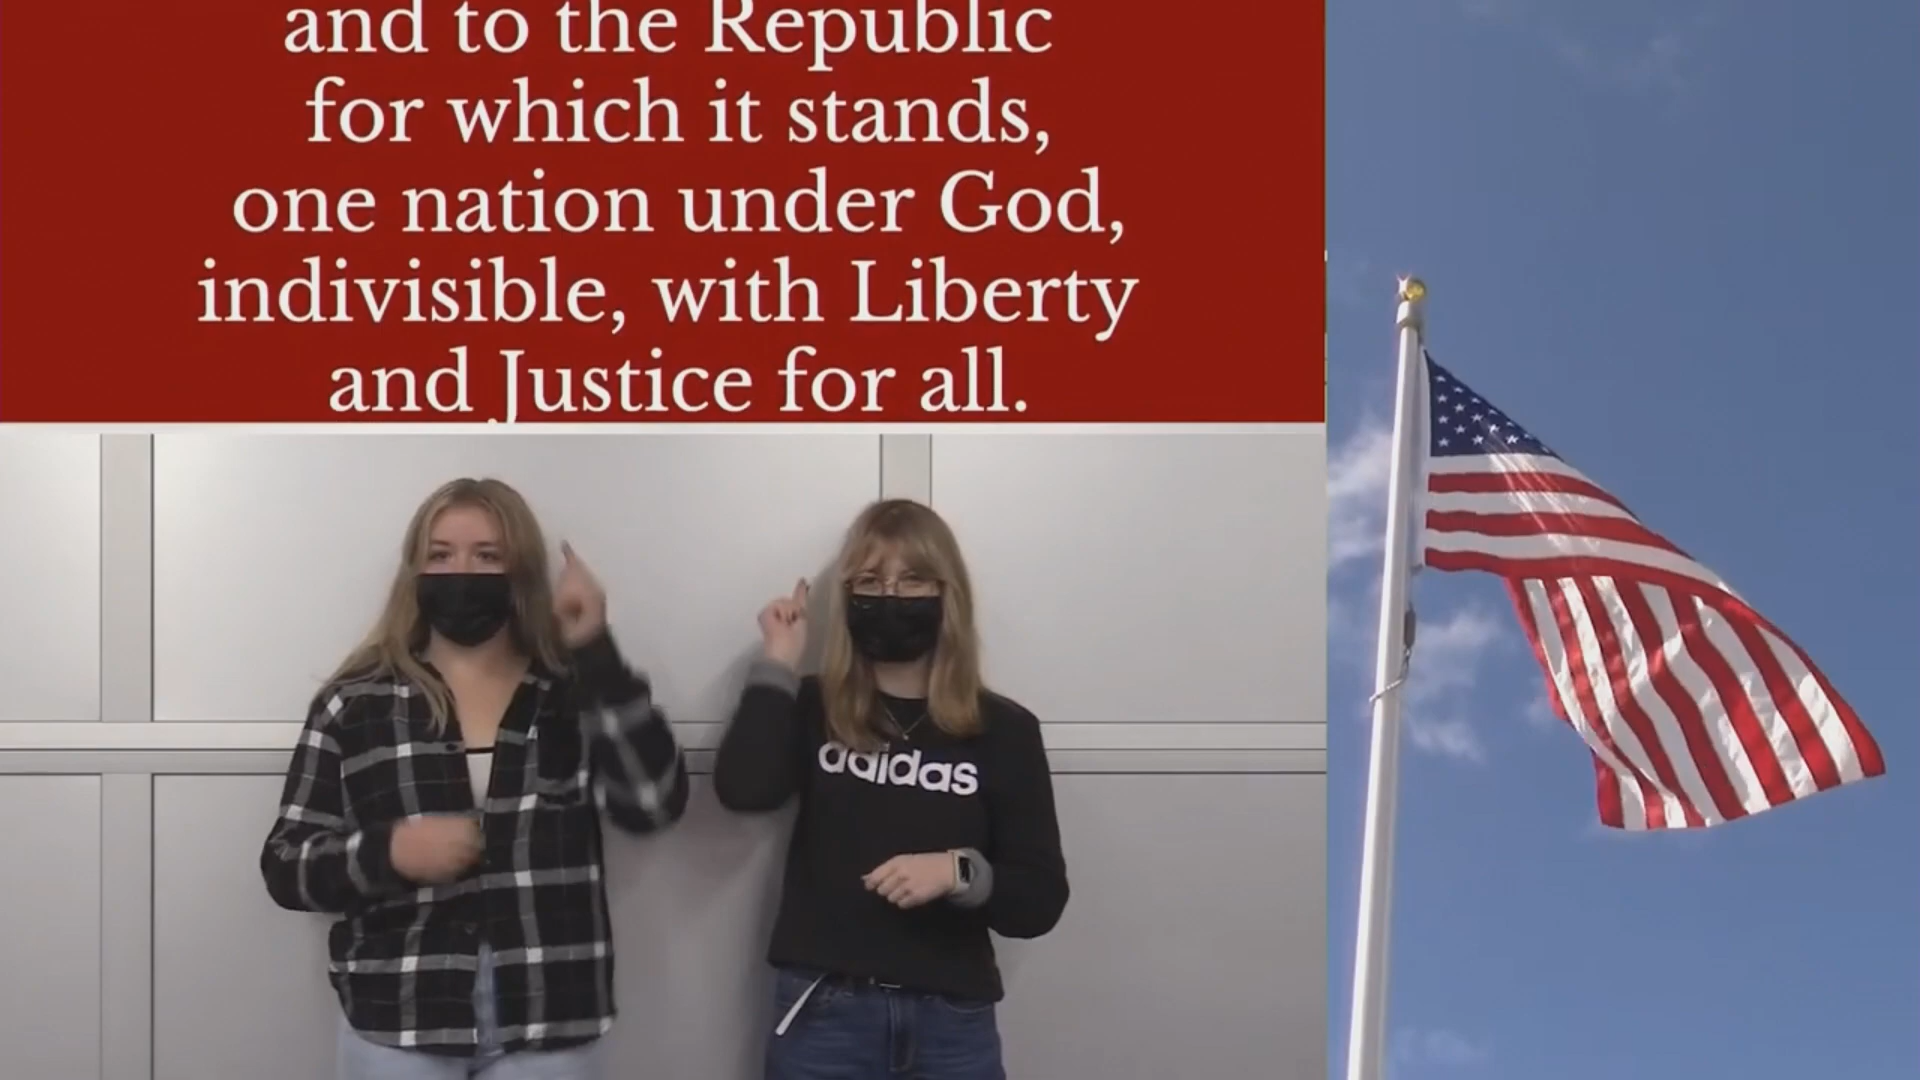 and to the Republic
for which it stands,
one nation under God,
indivisible, with Liberty
and Justice for all.
adidas